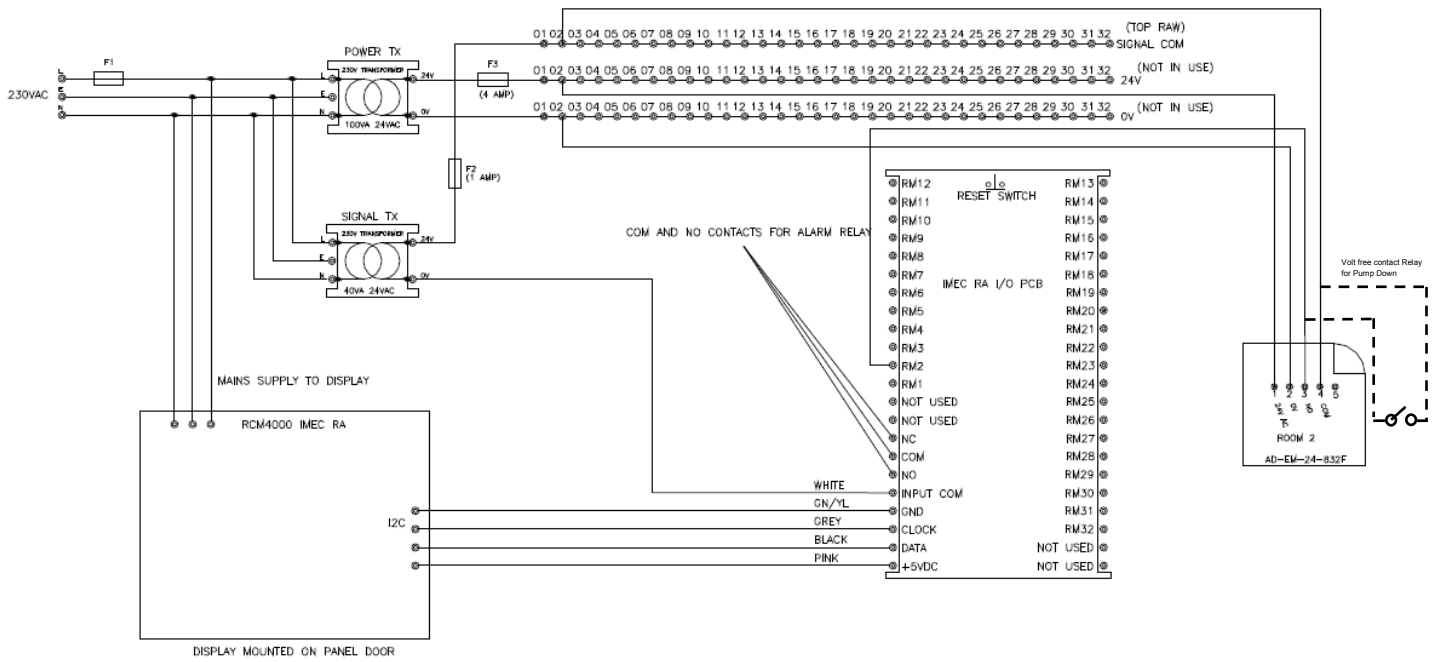 (TOP RAW)
01 02 03 04 05 06 07 08 09 10 11 12 13 14 15 16 17 18 19 20 21 22 23 24 25 26 27 28 29 30 31 32
SIGNAL COM
POWER TX
F1
230V TRANSFORMER
F3
(4 AMP)
(NOT IN USE)
01 02 03 04 05 06 07 08 09 10 11 12 13 14 15 16 17 18 19 20 21 22 23 24 25 26 27 28 29 30 31 32
24V
L
L
24V
230VAC
E
E
N
N
0V
100VA 24VAC
(NOT IN USE)
01 02 03 04 05 06 07 08 09 10 11 12 13 14 15 16 17 18 19 20 21 22 23 24 25 26 27 28 29 30 31 32
0V
F2
(1 AMP)
SIGNAL TX
230V TRANSFORMER
L
24V
E
N
0V
40VA 24VAC
COM AND NO CONTACTS FOR ALARM RELAY
RESET SWITCH
IMEC RA I/O PCB
RM12
RM11
RM10
RM9
RM8
RM7
RM6
RM5
RM4
RM3
RM2
RM1
NOT USED
NOT USED
NC
COM
NO
INPUT COM
GND
CLOCK
DATA
+5VDC
RM13
RM14
RM15
RM16
RM17
RM18
RM19
RM20
RM21
RM22
RM23
RM24
RM25
RM26
RM27
RM28
RM29
RM30
RM31
RM32
NOT USED
NOT USED
Volt free contact Relay
for Pump Down
1 2 3 4 5
0V
NO
COM
ROOM 2
AD-EM-24-832F
MAINS SUPPLY TO DISPLAY
RCM4000 IMEC RA
I2C
WHITE
GN/YL
GREY
BLACK
PINK
DISPLAY MOUNTED ON PANEL DOOR